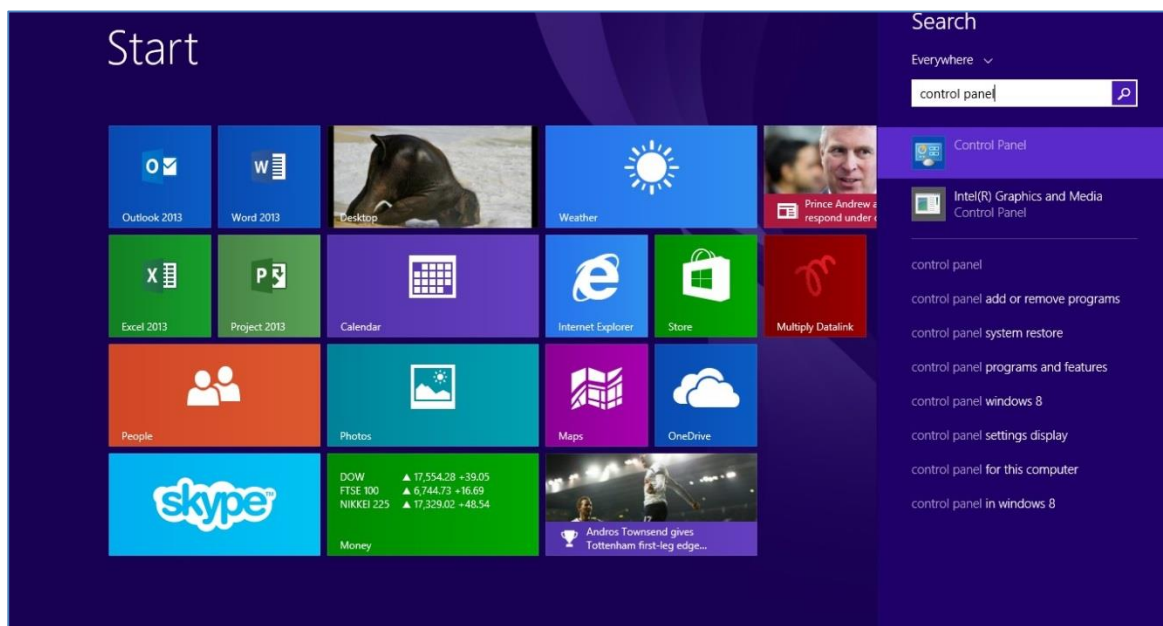 Start
Outlook 2013
Word 2013
Desktop
Weather
Prince Andrew a
respond under
Excel 2013
Project 2013
Calendar
Internet Explorer
Store
Multiply Datalink
People
Photos
Maps
OneDrive
skype™
DOW ▲ 17,554.28 +39.05
FTSE 100 ▲ 6,744.73 +16.69
NIKKEI 225 ▲ 17,329.02 +48.54
Money
Andros Townsend gives
Tottenham first-leg edge...
Search
Everywhere
control panel
Control Panel
Intel(R) Graphics and Media
Control Panel
control panel
control panel add or remove programs
control panel system restore
control panel programs and features
control panel windows 8
control panel settings display
control panel for this computer
control panel in windows 8